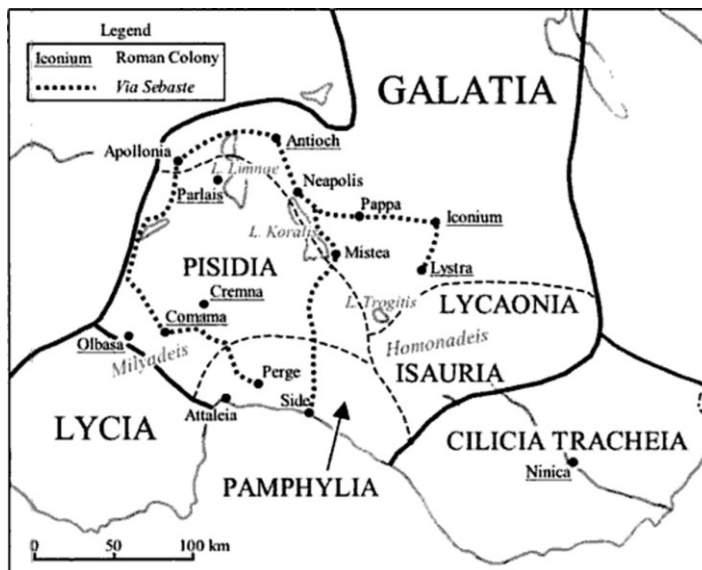 Legend
Iconium Roman Colony
Via Sebaste
GALATIA
Apollonia
Antioch
L. Limnae
Parlais
Neapolis
Pappa
Iconium
L. Koralis
Mistea
Lystra
PISIDIA
Cremna
L. Trogitis
LYCAONIA
Comama
Olbasa
Milyadeis
Homonadeis
Perge
ISAURIA
Attaleia
Side
LYCIA
CILICIA TRACHEIA
Ninica
PAMPHYLIA
0 50 100 km